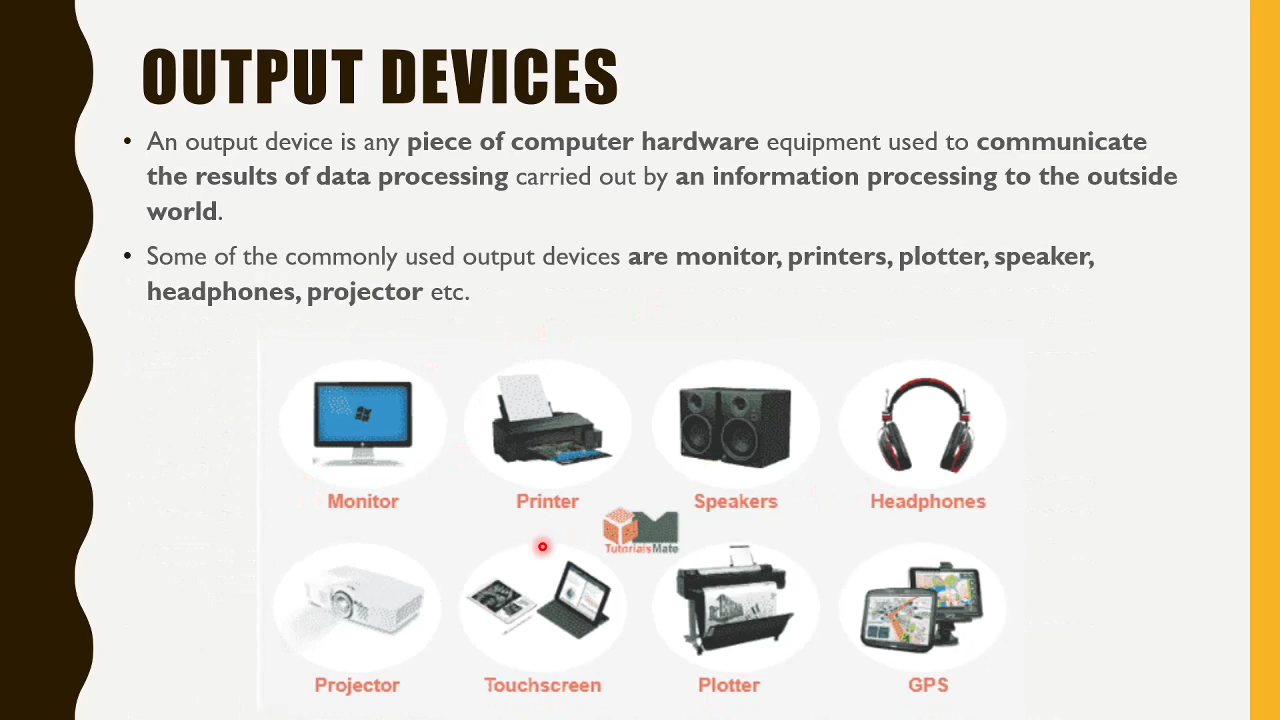 OUTPUT DEVICES
• An output device is any piece of computer hardware equipment used to communicate
the results of data processing carried out by an information processing to the outside
world.
• Some of the commonly used output devices are monitor, printers, plotter, speaker,
headphones, projector etc.
Monitor Printer Speakers Headphones
TutorialsMate
Projector Touchscreen Plotter GPS